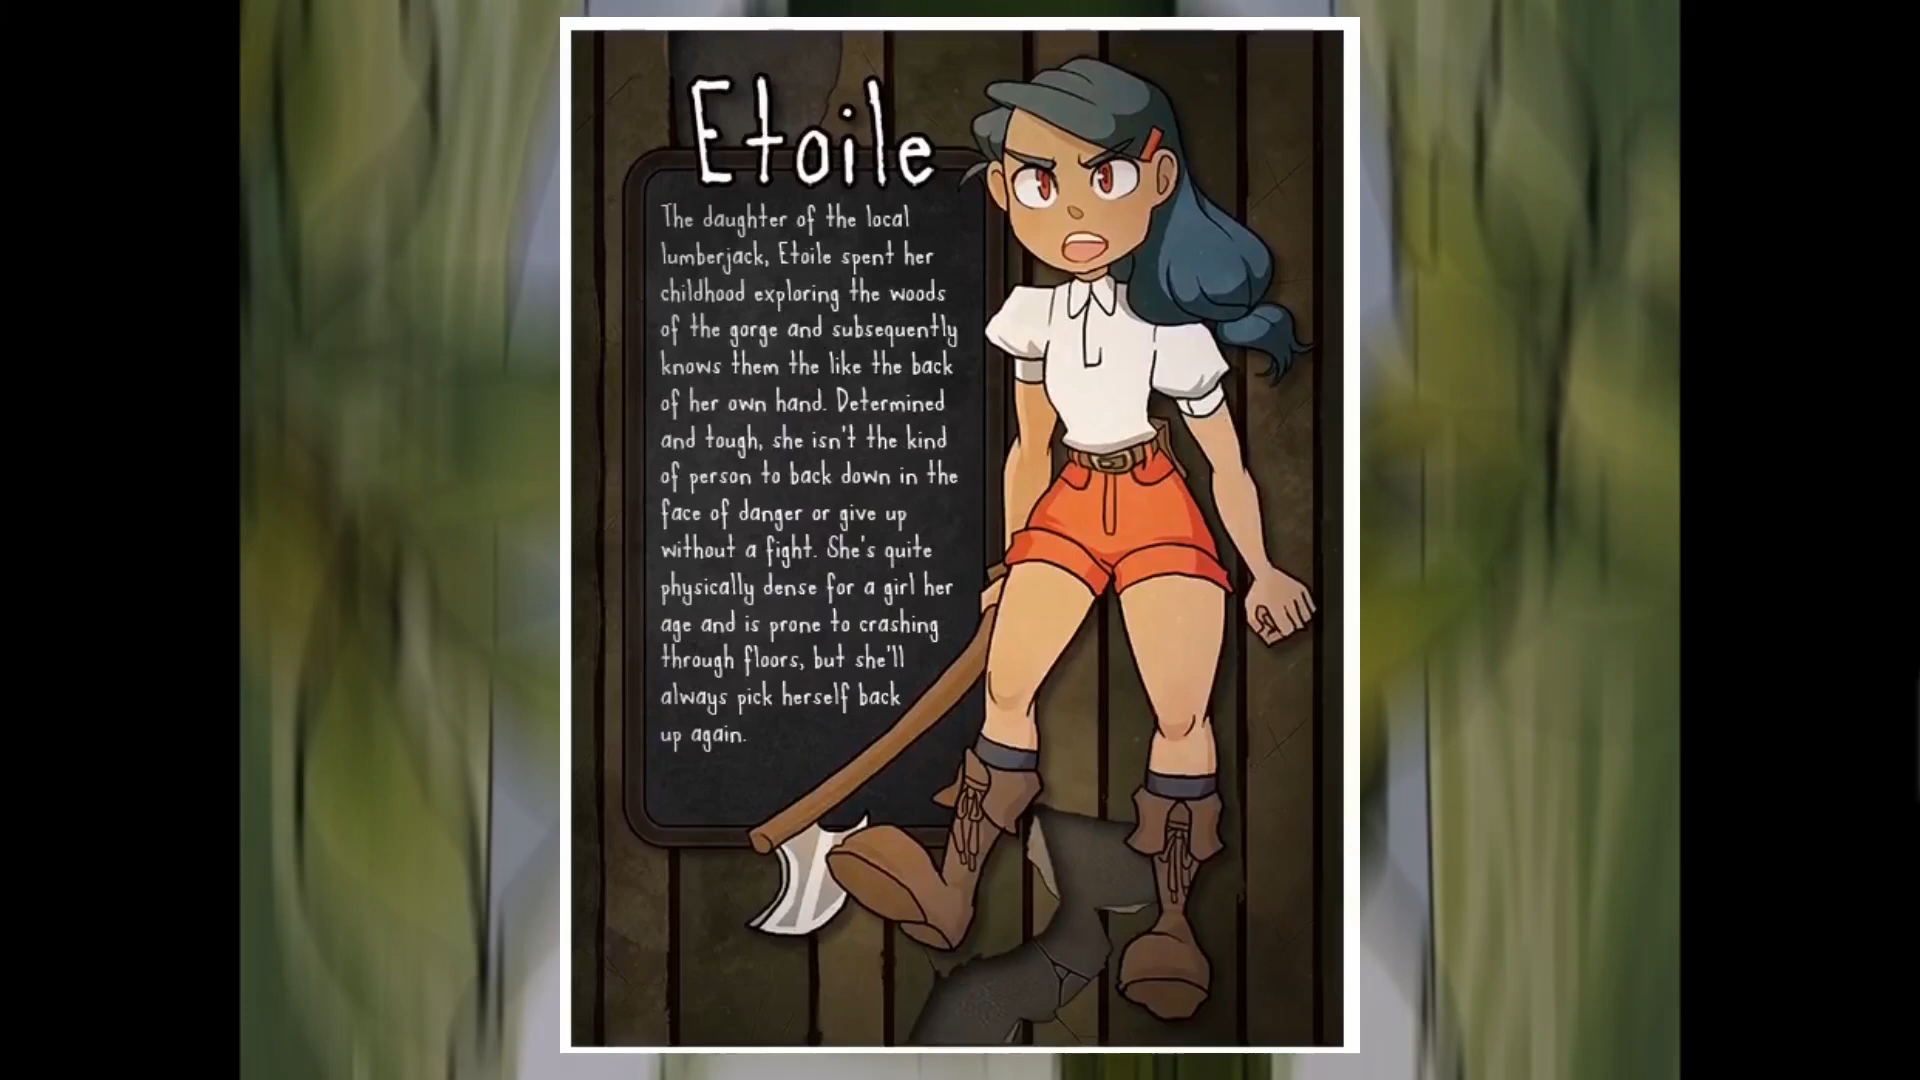 Etoile
The daughter of the local
lumberjack, Etoile spent her
childhood exploring the woods
of the gorge and subsequently
knows them the like the back
of her own hand. Determined
and tough, she isn't the kind
of person to back down in the
face of danger or give up
without a fight. She's quite
physically dense for a girl her
age and is prone to crashing
through floors, but she'll
always pick herself back
up again.